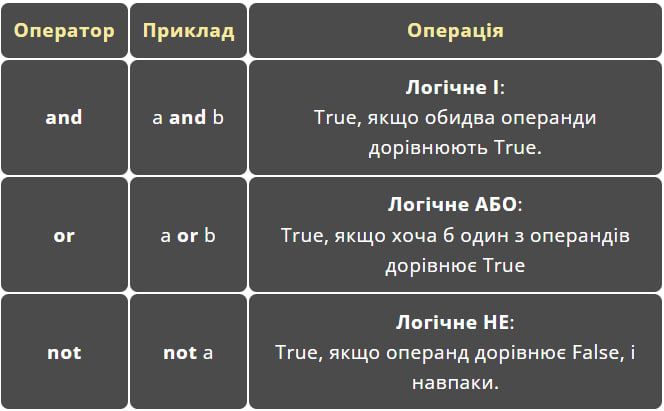 Оператор Приклад Операція
Логічне І:
and a and b True, якщо обидва операнди
дорівнюють True.
Логічне АБО:
or a or b True, якщо хоча б один з операндів
дорівнює True
Логічне НЕ:
not not a True, якщо операнд дорівнює False, і
навпаки.